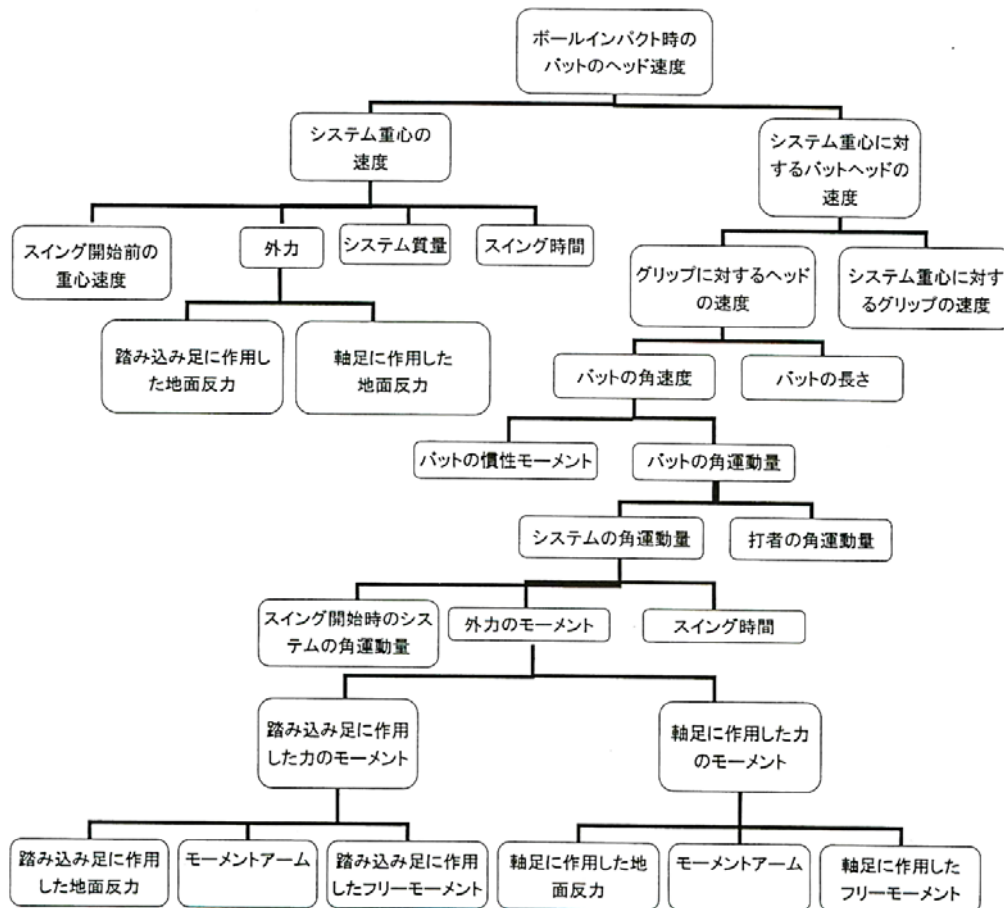 ボールインパクト時の
バットのヘッド速度
システム重心の
速度
システム重心に対
するバットヘッドの
速度
スイング開始前の
重心速度
外力
システム質量
スイング時間
グリップに対するヘッド
の速度
システム重心に対す
るグリップの速度
踏み込み足に作用し
た地面反力
軸足に作用した
地面反力
バットの角速度
バットの長さ
バットの慣性モーメント
バットの角運動量
システムの角運動量
打者の角運動量
スイング開始時のシス
テムの角運動量
外力のモーメント
スイング時間
踏み込み足に作用
した力のモーメント
軸足に作用した力
のモーメント
踏み込み足に作用
した地面反力
モーメントアーム
踏み込み足に作用
したフリーモーメント
軸足に作用した地
面反力
モーメントアーム
軸足に作用した
フリーモーメント